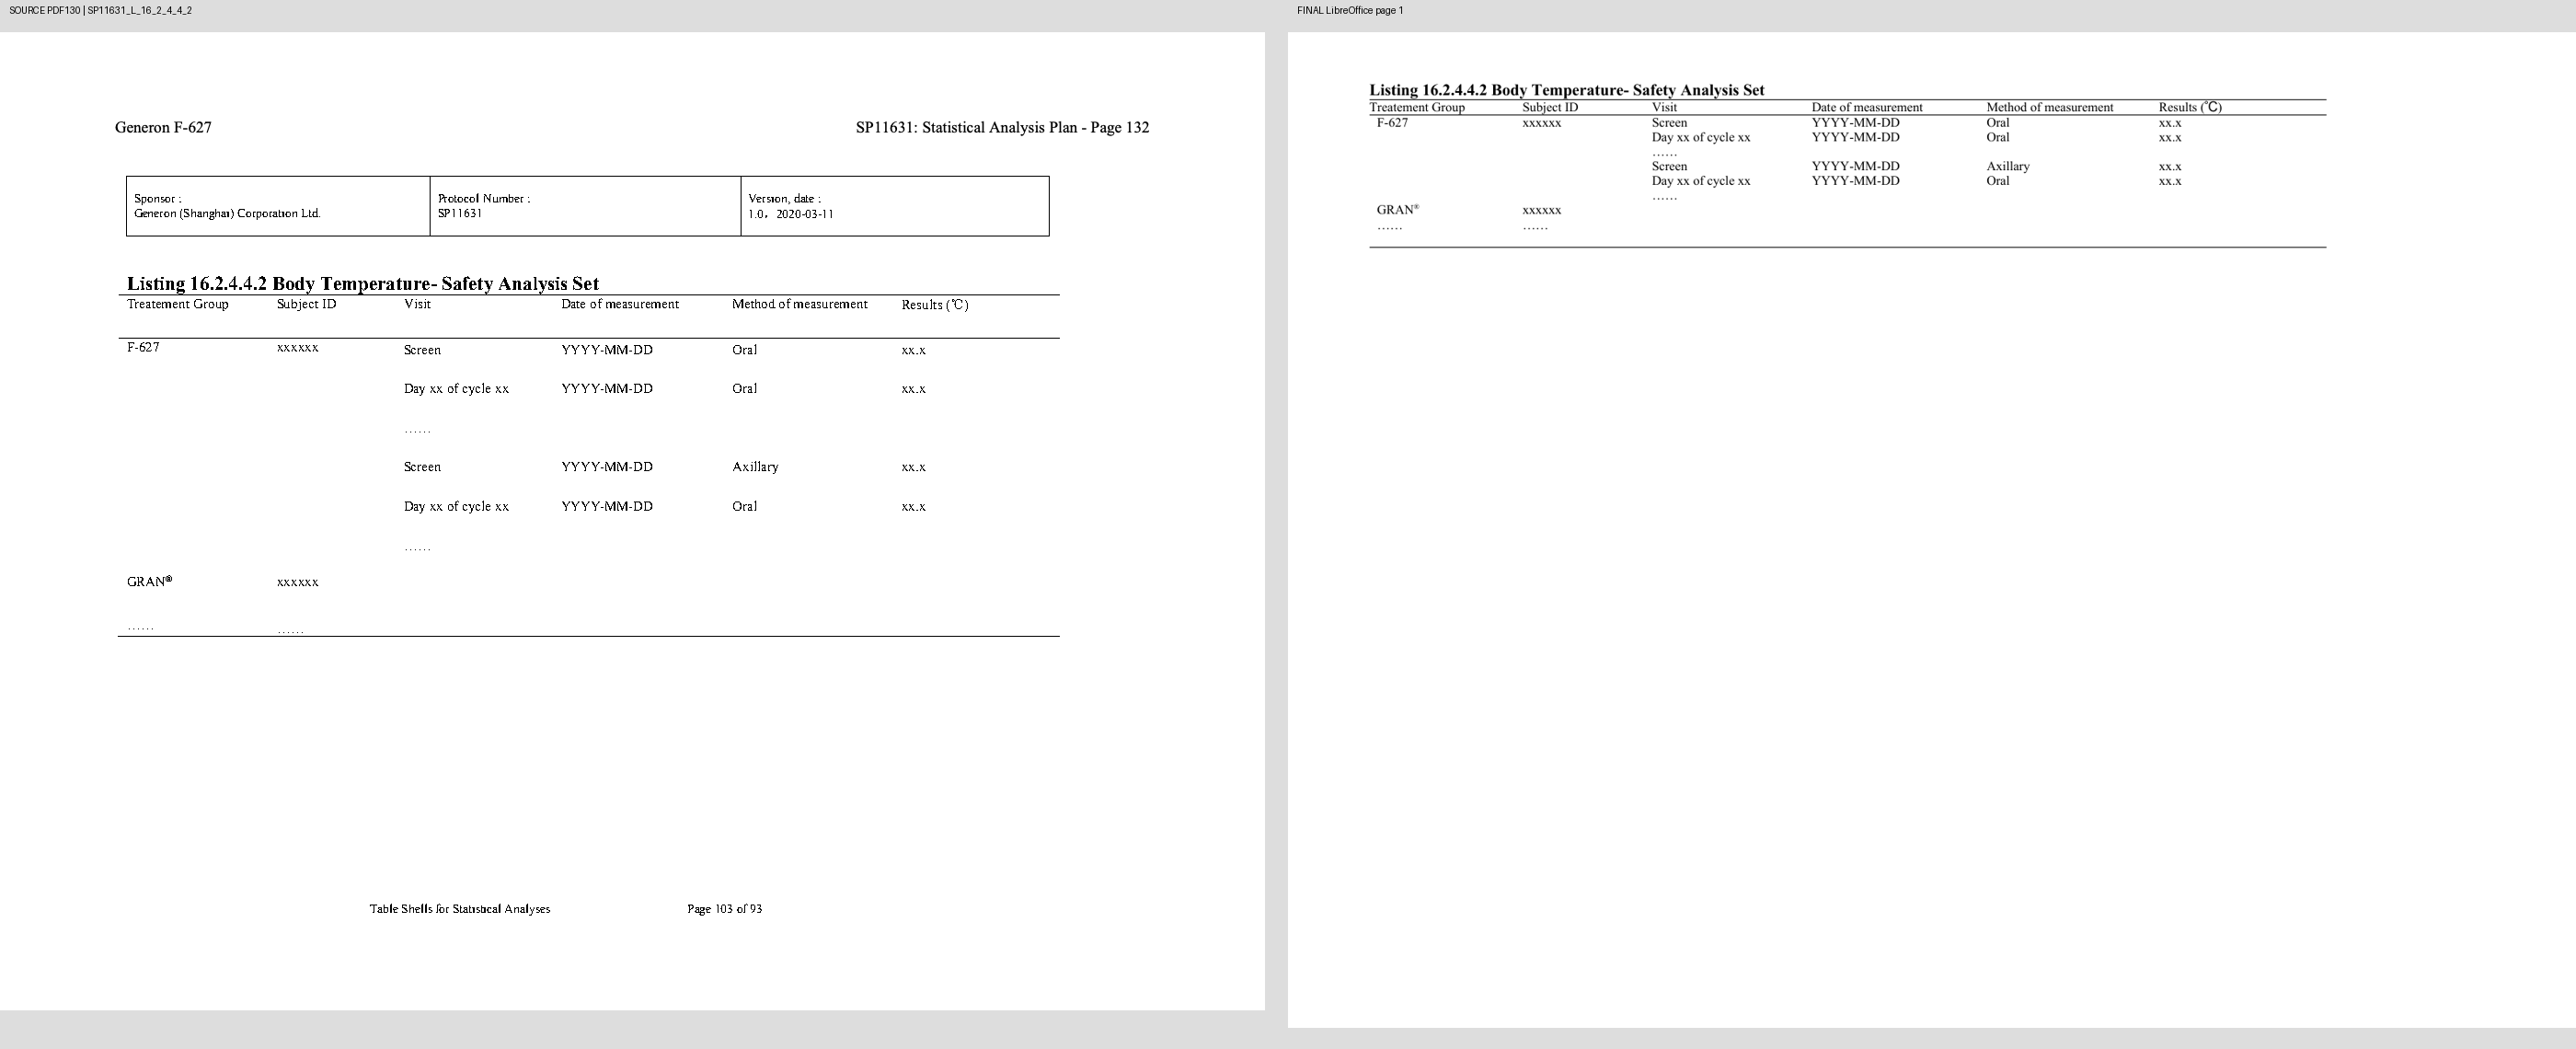 SOURCE PDF130 | SP11631_L_16_2_4_4_2
Generon F-627 SP11631: Statistical Analysis Plan - Page 132
Sponsor : Protocol Number : Version, date :
Generon (Shanghai) Corporation Ltd. SP11631 1.0，2020-03-11
Listing 16.2.4.4.2 Body Temperature- Safety Analysis Set
Treatement Group Subject ID Visit Date of measurement Method of measurement Results (℃)
F-627 xxxxxx Screen YYYY-MM-DD Oral xx.x
Day xx of cycle xx YYYY-MM-DD Oral xx.x
……
Screen YYYY-MM-DD Axillary xx.x
Day xx of cycle xx YYYY-MM-DD Oral xx.x
……
GRAN® xxxxxx
…… ……
Table Shells for Statistical Analyses Page 103 of 93
FINAL LibreOffice page 1
Listing 16.2.4.4.2 Body Temperature- Safety Analysis Set
Treatement Group Subject ID Visit Date of measurement Method of measurement Results (℃)
F-627 xxxxxx Screen YYYY-MM-DD Oral xx.x
Day xx of cycle xx YYYY-MM-DD Oral xx.x
……
Screen YYYY-MM-DD Axillary xx.x
Day xx of cycle xx YYYY-MM-DD Oral xx.x
……
GRAN® xxxxxx
…… ……